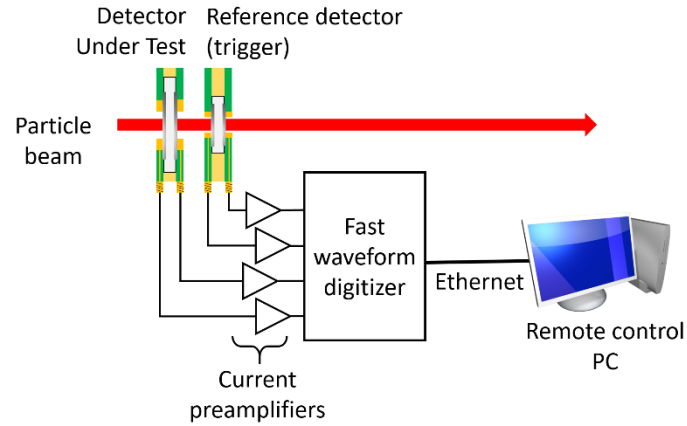 Detector
Under Test
Reference detector
(trigger)
Particle
beam
Fast
waveform
digitizer
Ethernet
Remote control
PC
Current
preamplifiers